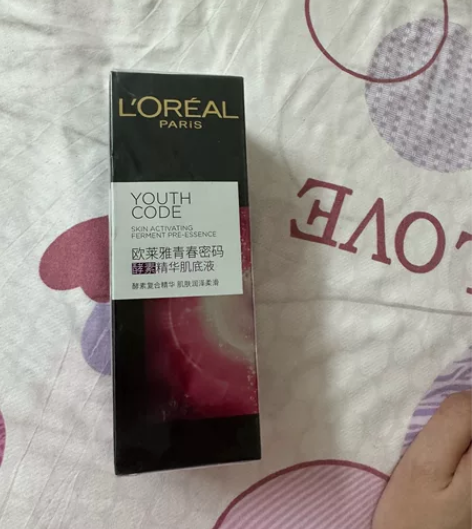 L'ORÉAL
PARIS
YOUTH
CODE
SKIN ACTIVATING
FERMENT PRE-ESSENCE
欧莱雅青春密码
酵素精华肌底液
酵素复合精华 肌肤润泽柔滑
LOVE